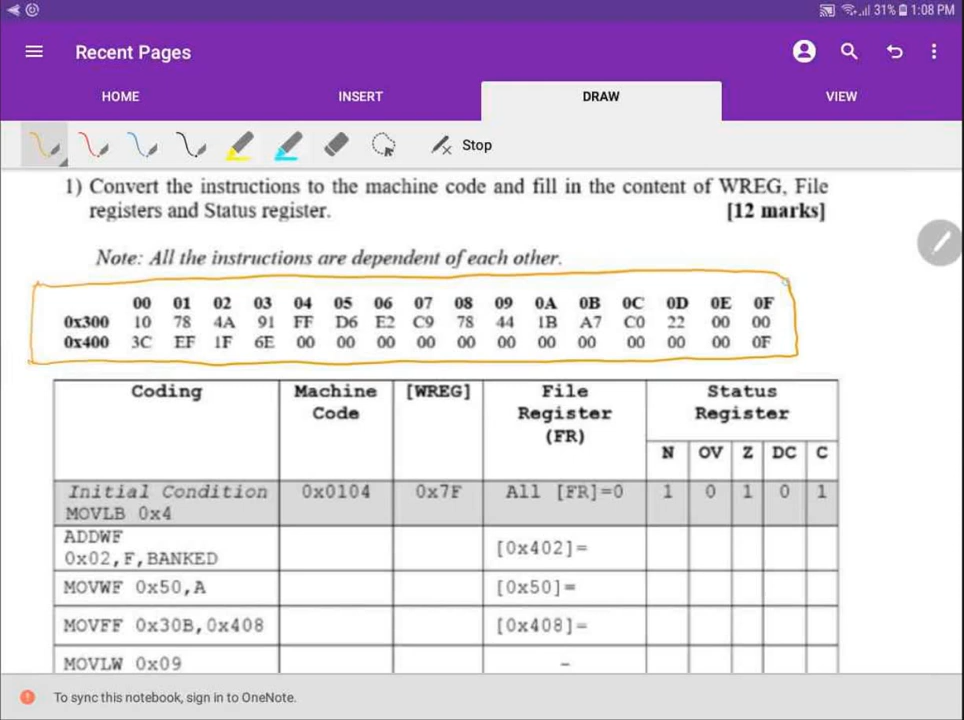 31% 1:08 PM
Recent Pages
HOME INSERT DRAW VIEW
Stop
1) Convert the instructions to the machine code and fill in the content of WREG, File
registers and Status register. [12 marks]
Note: All the instructions are dependent of each other.
00 01 02 03 04 05 06 07 08 09 0A 0B 0C 0D 0E 0F
0x300 10 78 4A 91 FF D6 E2 C9 78 44 1B A7 C0 22 00 00
0x400 3C EF 1F 6E 00 00 00 00 00 00 00 00 00 00 00 0F
Coding Machine [WREG] File Status
Code Register Register
(FR)
N OV Z DC C
Initial Condition 0x0104 0x7F All [FR]=0 1 0 1 0 1
MOVLB 0x4
ADDWF
0x02,F,BANKED [0x402]=
MOVWF 0x50,A [0x50]=
MOVFF 0x30B,0x408 [0x408]=
MOVLW 0x09 –
To sync this notebook, sign in to OneNote.